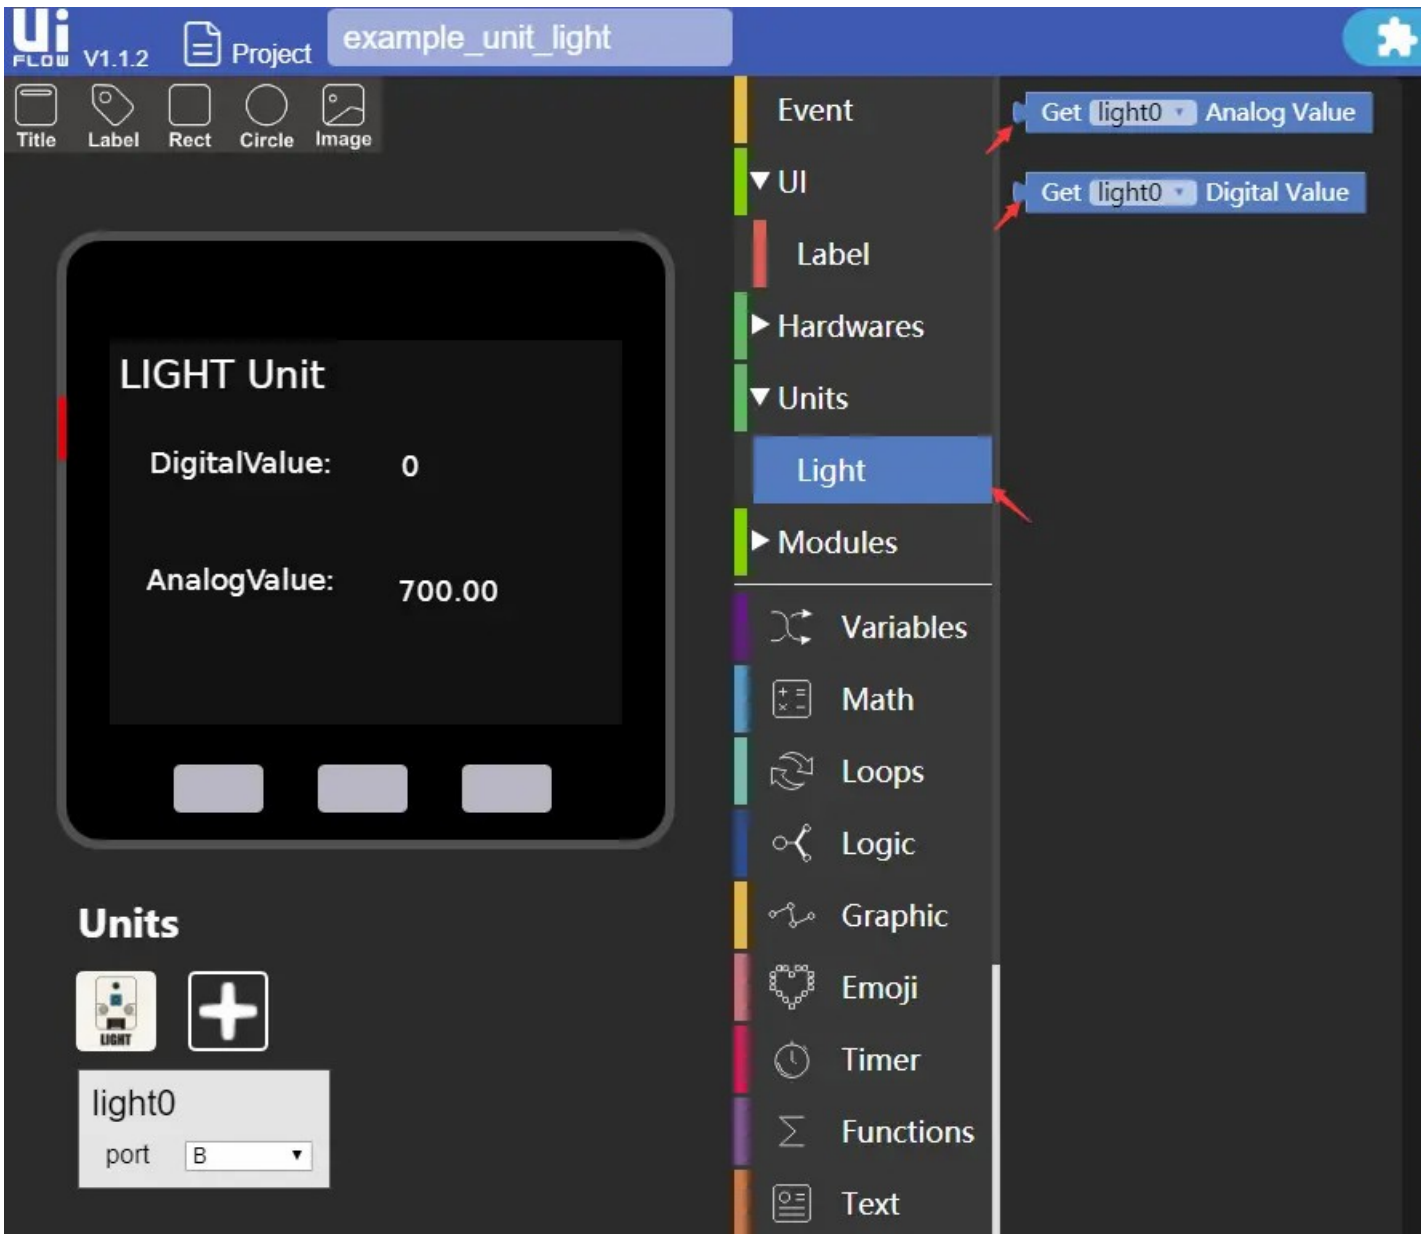 Ui
FLOW
V1.1.2
Project
example_unit_light
Title
Label
Rect
Circle
Image
LIGHT Unit
DigitalValue:
0
AnalogValue:
700.00
Units
LIGHT
light0
port
B
Event
UI
Label
Hardwares
Units
Light
Modules
Variables
Math
Loops
Logic
Graphic
Emoji
Timer
Functions
Text
Get light0 Analog Value
Get light0 Digital Value